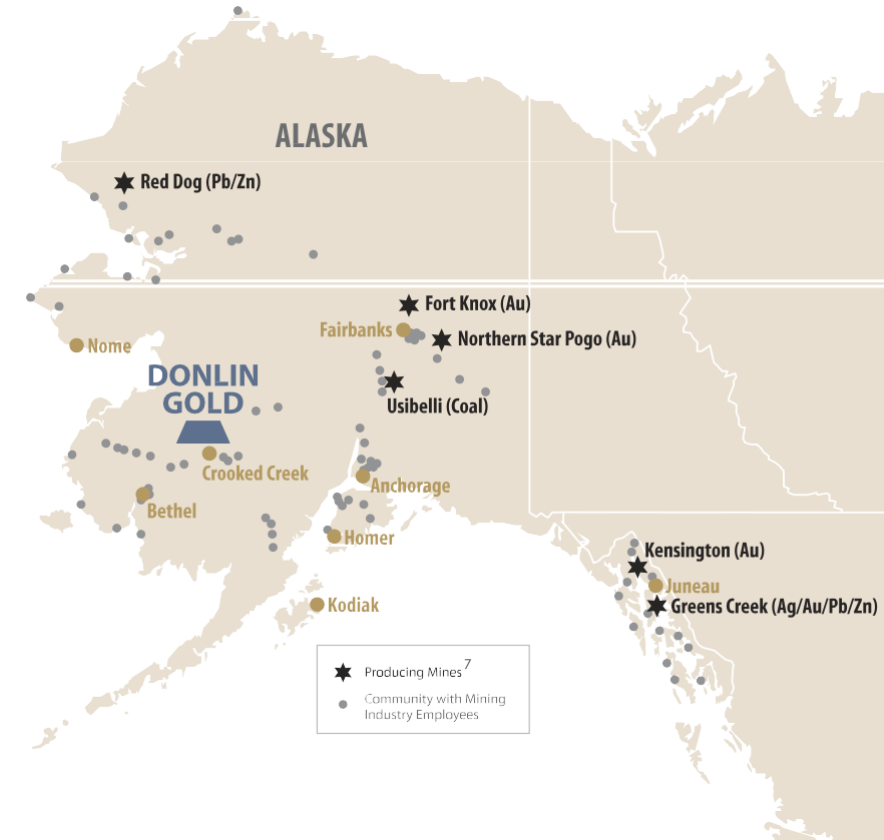 ALASKA
Red Dog (Pb/Zn)
Fort Knox (Au)
Fairbanks
Northern Star Pogo (Au)
Nome
DONLIN
GOLD
Usibelli (Coal)
Crooked Creek
Anchorage
Bethel
Homer
Kensington (Au)
Juneau
Greens Creek (Ag/Au/Pb/Zn)
Kodiak
Producing Mines7
Community with Mining
Industry Employees